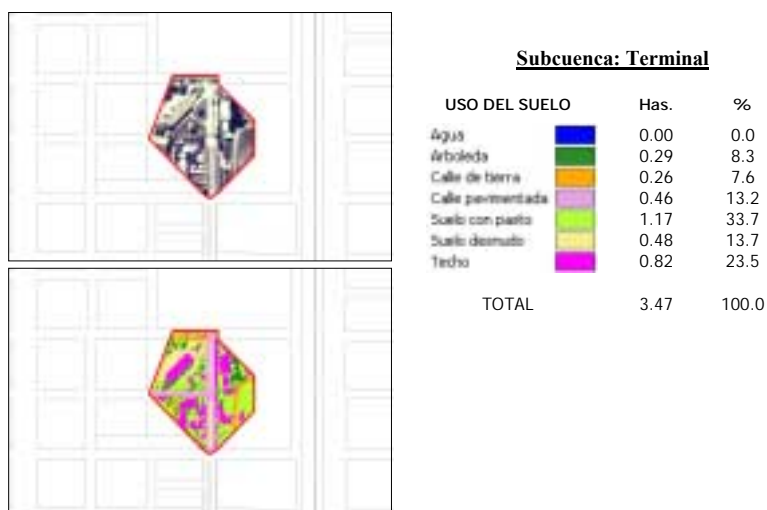 Subcuenca: Terminal
USO DEL SUELO Has. %
Agua 0.00 0.0
Arboleda 0.29 8.3
Calle de tierra 0.26 7.6
Calle pavimentada 0.46 13.2
Suelo con pasto 1.17 33.7
Suelo desnudo 0.48 13.7
Techo 0.82 23.5
TOTAL 3.47 100.0